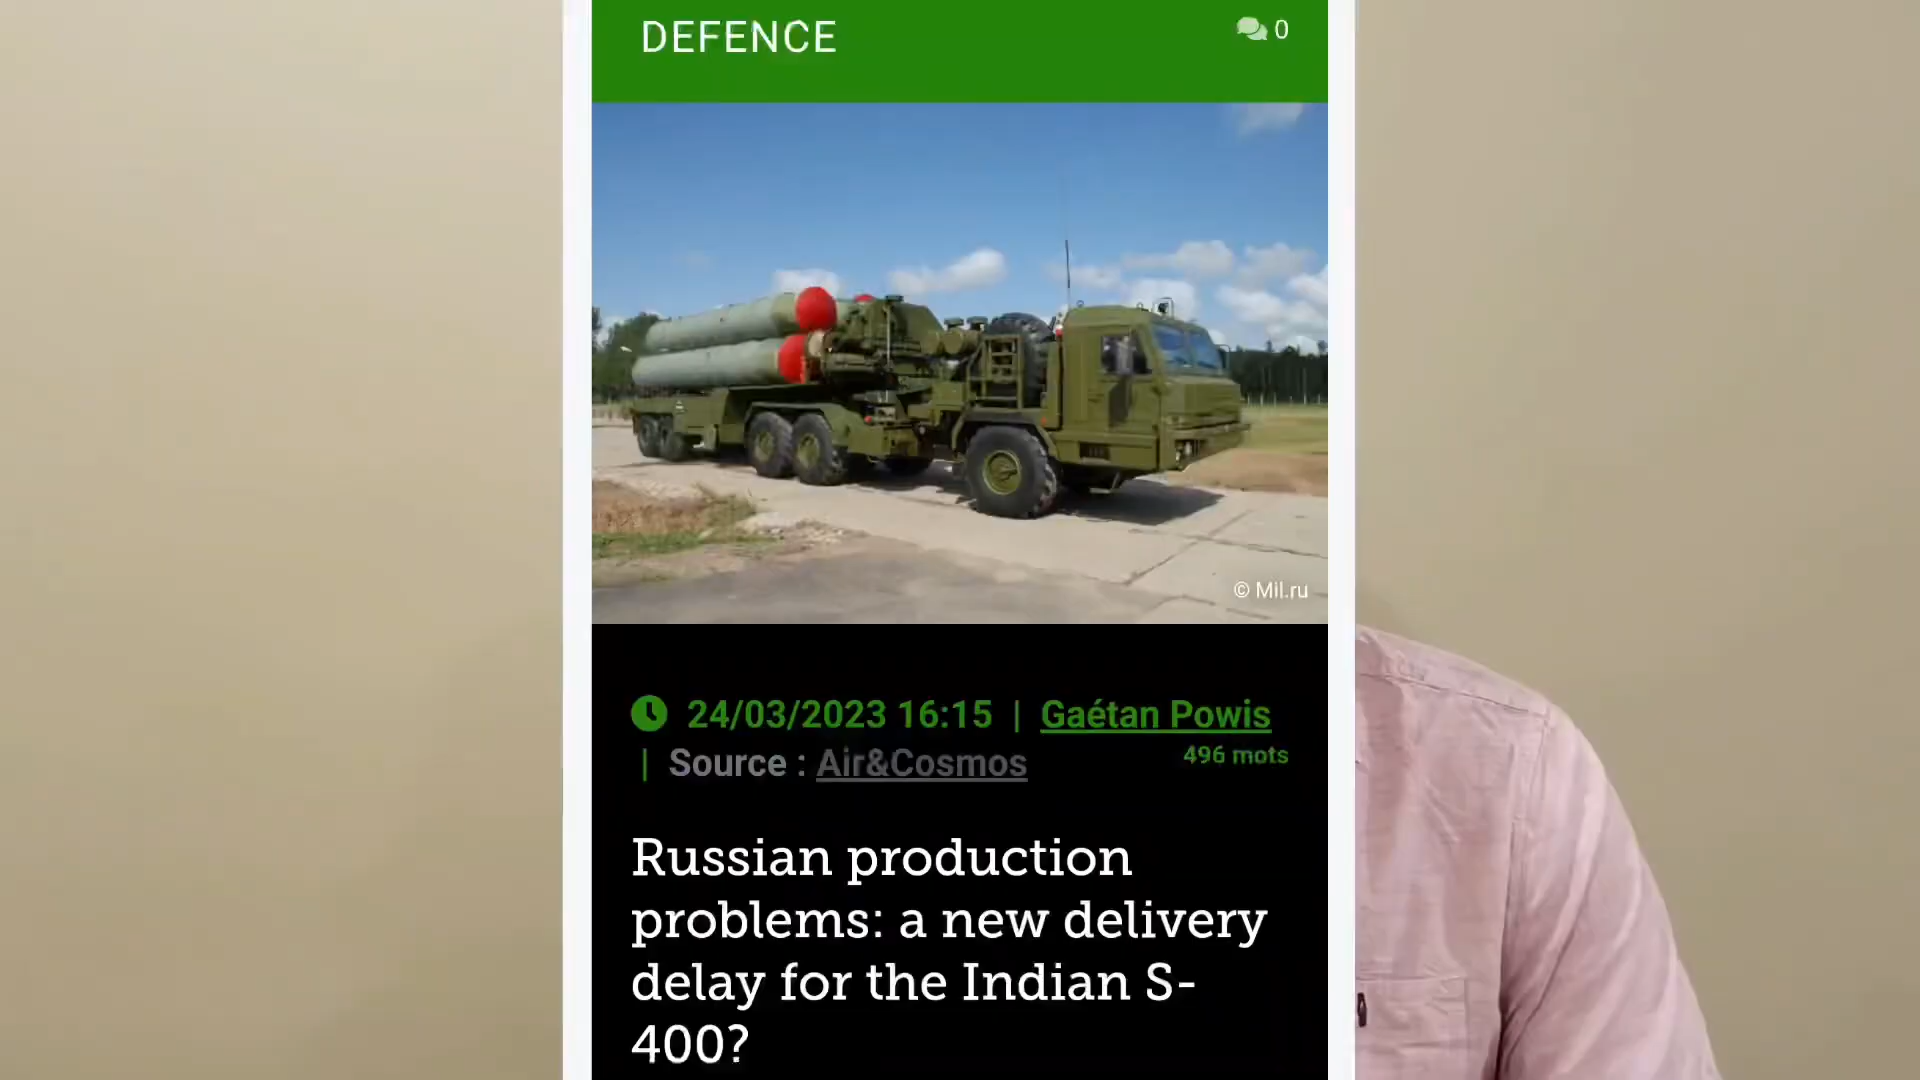 DEFENCE
0
© Mil.ru
24/03/2023 16:15 | Gaétan Powis
| Source : Air&Cosmos
496 mots
Russian production
problems: a new delivery
delay for the Indian S-
400?